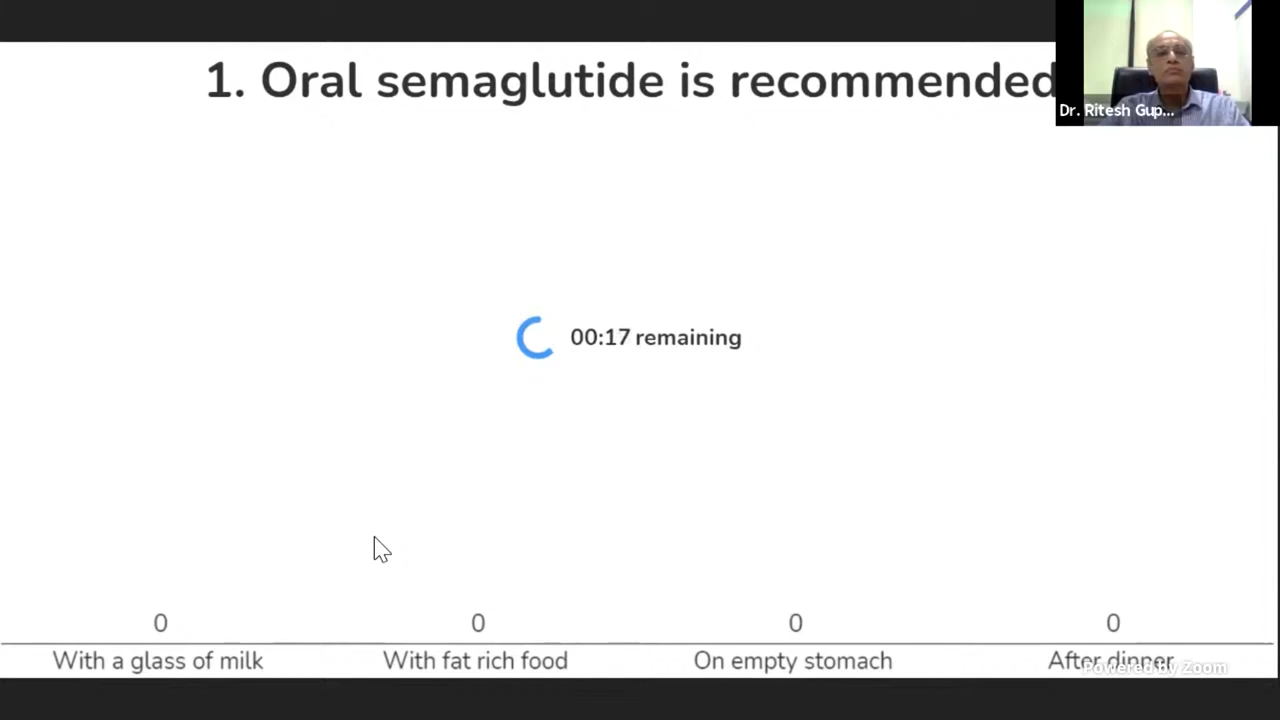 1. Oral semaglutide is recommended
Dr. Ritesh Gup...
00:17 remaining
0 0 0 0
With a glass of milk With fat rich food On empty stomach After dinner
Powered by Zoom